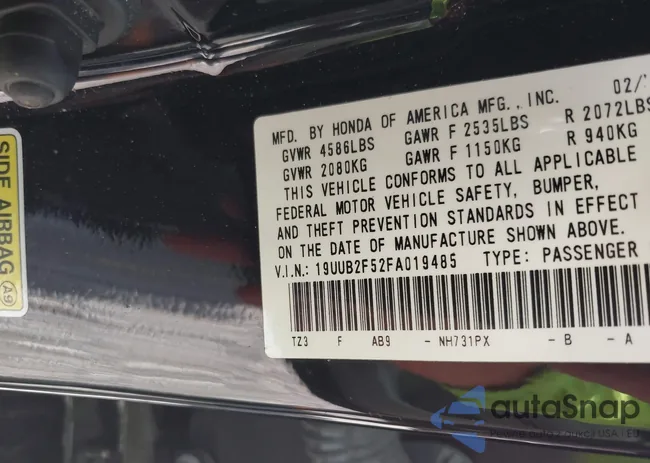 SIDE AIRBAG
A9
02/
MFD. BY HONDA OF AMERICA MFG., INC.
GVWR 4586LBS GAWR F 2535LBS R 2072LBS
GVWR 2080KG GAWR F 1150KG R 940KG
THIS VEHICLE CONFORMS TO ALL APPLICABLE
FEDERAL MOTOR VEHICLE SAFETY, BUMPER,
AND THEFT PREVENTION STANDARDS IN EFFECT
ON THE DATE OF MANUFACTURE SHOWN ABOVE.
V.I.N.: 19UUB2F52FA019485 TYPE: PASSENGER
TZ3 F AB9 - NH731PX - B - A
autoSnap